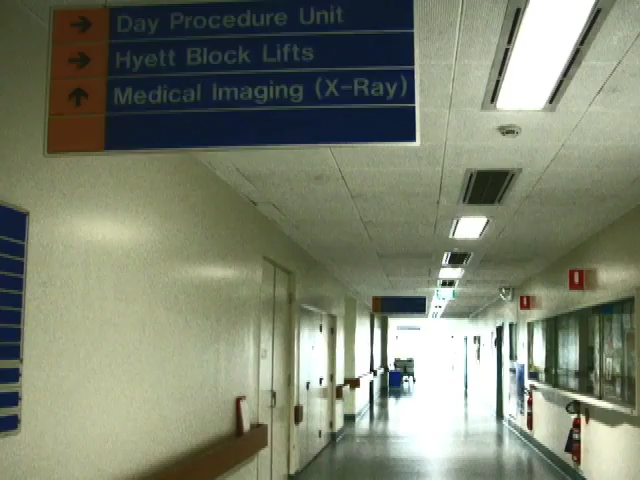 Day Procedure Unit
Hyett Block Lifts
Medical Imaging (X-Ray)